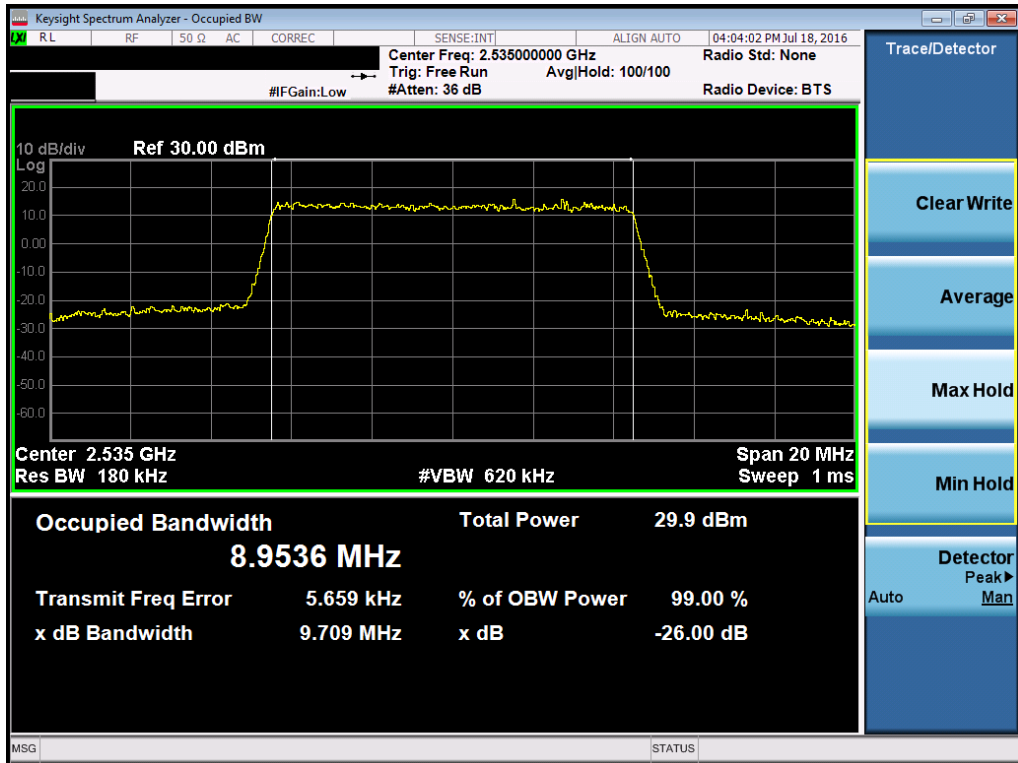 Keysight Spectrum Analyzer - Occupied BW
LXI RL RF 50 Ω AC CORREC SENSE:INT ALIGN AUTO 04:04:02 PM Jul 18, 2016
Center Freq: 2.535000000 GHz Radio Std: None
Trig: Free Run Avg|Hold: 100/100
#IFGain:Low #Atten: 36 dB Radio Device: BTS
10 dB/div Ref 30.00 dBm
Log
20.0
10.0
0.00
-10.0
-20.0
-30.0
-40.0
-50.0
-60.0
Center 2.535 GHz Span 20 MHz
Res BW 180 kHz #VBW 620 kHz Sweep 1 ms
Occupied Bandwidth Total Power 29.9 dBm
8.9536 MHz
Transmit Freq Error 5.659 kHz % of OBW Power 99.00 %
x dB Bandwidth 9.709 MHz x dB -26.00 dB
MSG STATUS
Trace/Detector
Clear Write
Average
Max Hold
Min Hold
Detector
Peak▶
Auto Man